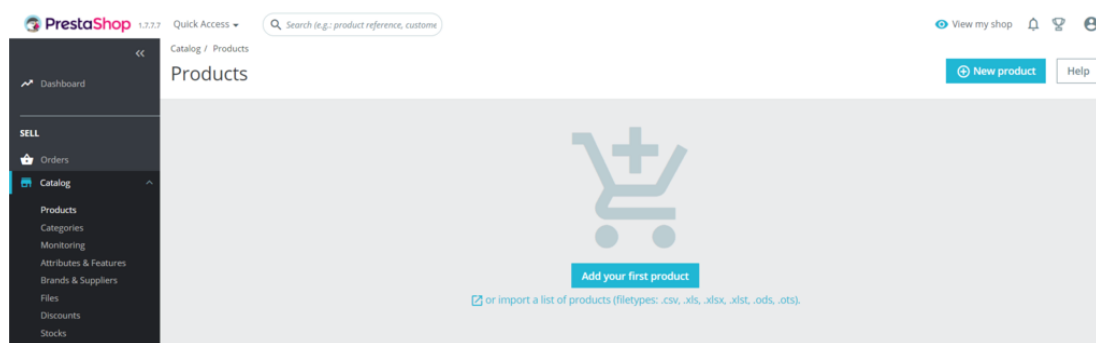 PrestaShop 1.7.7.7 Quick Access Search (e.g.: product reference, custome View my shop
Catalog / Products
Products
New product
Help
Dashboard
SELL
Orders
Catalog
Products
Categories
Monitoring
Attributes & Features
Brands & Suppliers
Files
Discounts
Stocks
Add your first product
or import a list of products (filetypes: .csv, .xls, .xlsx, .xlst, .ods, .ots).